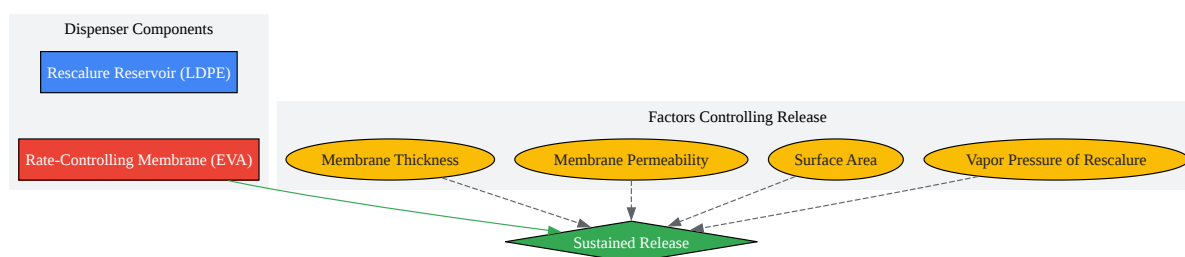 Dispenser Components
Rescalure Reservoir (LDPE)
Rate-Controlling Membrane (EVA)
Factors Controlling Release
Membrane Thickness
Membrane Permeability
Surface Area
Vapor Pressure of Rescalure
Sustained Release